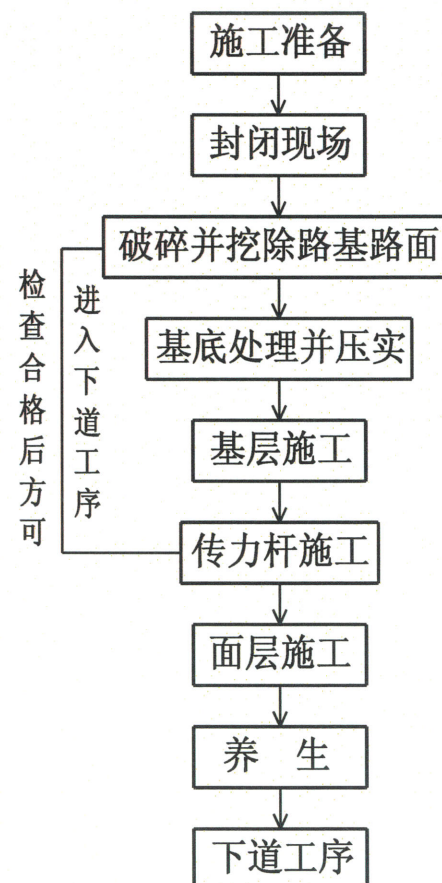 施工准备
封闭现场
破碎并挖除路基路面
检查合格后方可
进入下道工序
基底处理并压实
基层施工
传力杆施工
面层施工
养 生
下道工序